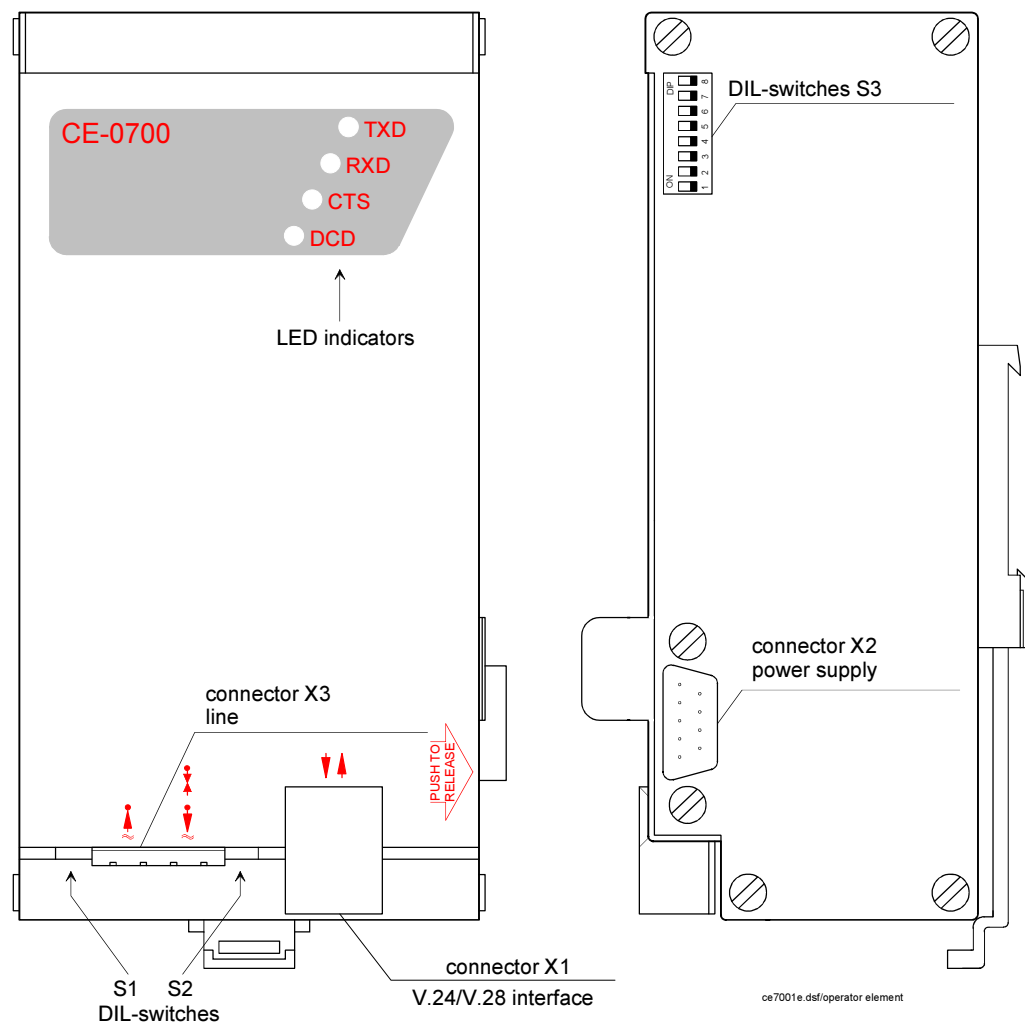 CE-0700
TXD
RXD
CTS
DCD
LED indicators
connector X3
line
PUSH TO
RELEASE
S1 S2
DIL-switches
connector X1
V.24/V.28 interface
DIP
ON
8
7
6
5
4
3
2
1
DIL-switches S3
connector X2
power supply
ce7001e.dsf/operator element